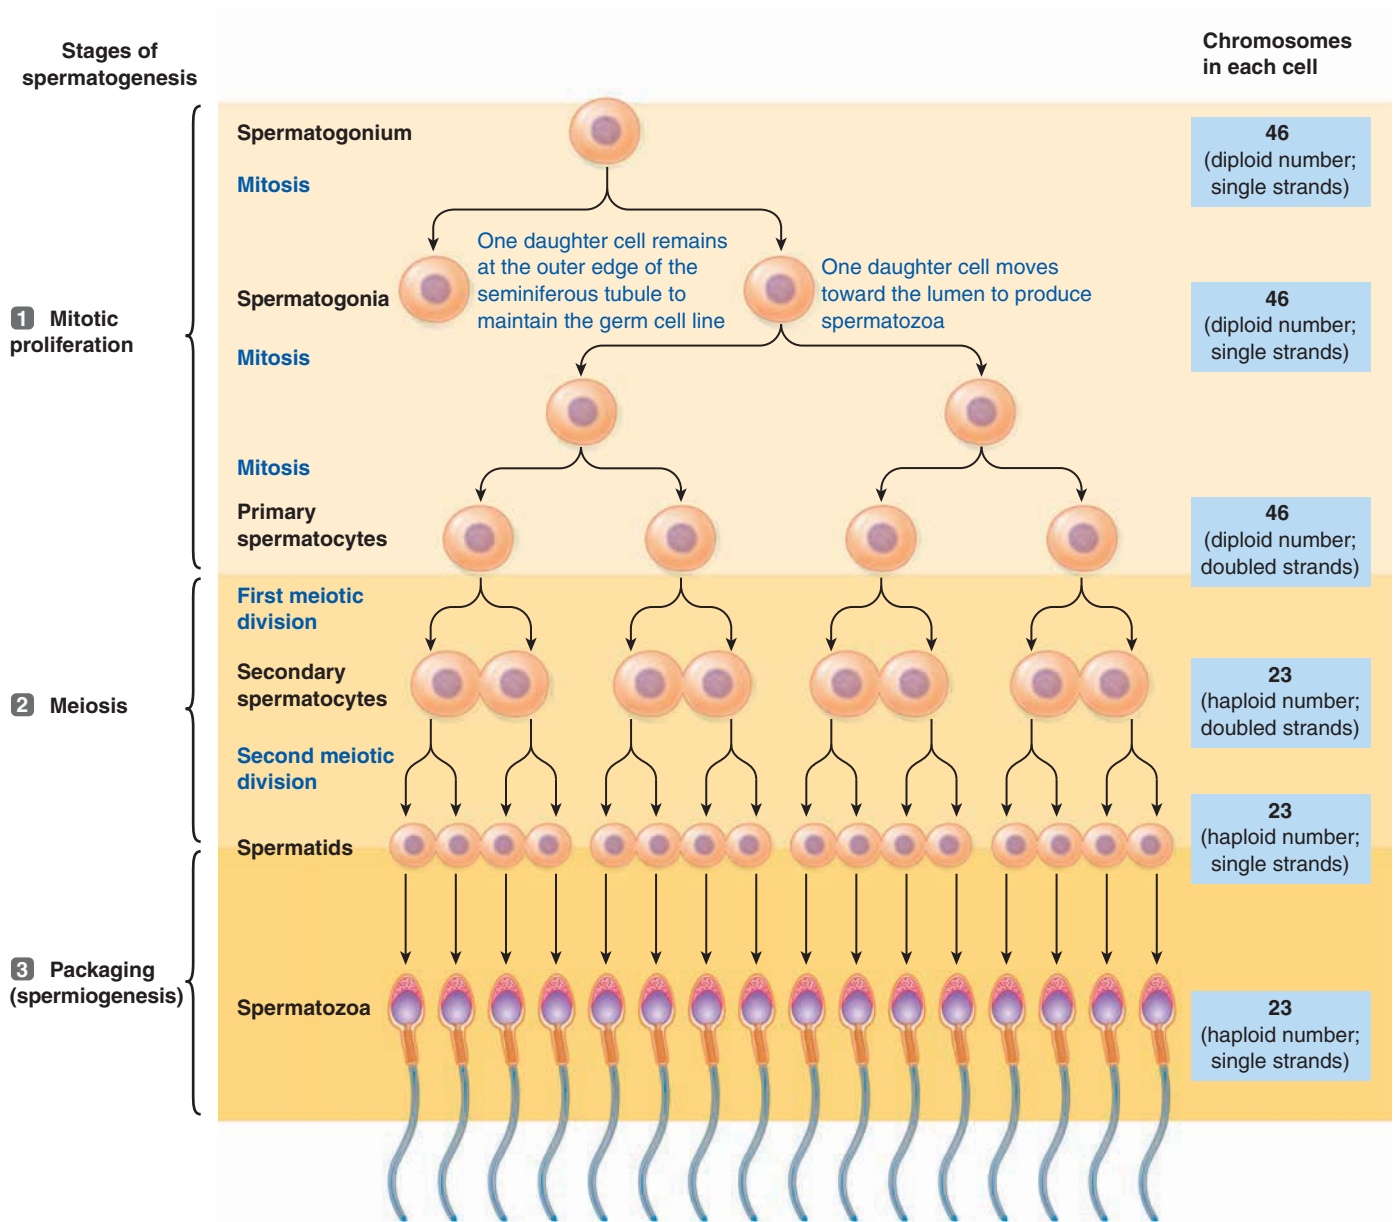 Stages of
spermatogenesis
Chromosomes
in each cell
1 Mitotic
proliferation
Spermatogonium
46
(diploid number;
single strands)
Mitosis
One daughter cell remains
at the outer edge of the
seminiferous tubule to
maintain the germ cell line
One daughter cell moves
toward the lumen to produce
spermatozoa
Spermatogonia
46
(diploid number;
single strands)
Mitosis
Mitosis
Primary
spermatocytes
46
(diploid number;
doubled strands)
2 Meiosis
First meiotic
division
Secondary
spermatocytes
23
(haploid number;
doubled strands)
Second meiotic
division
Spermatids
23
(haploid number;
single strands)
3 Packaging
(spermiogenesis)
Spermatozoa
23
(haploid number;
single strands)